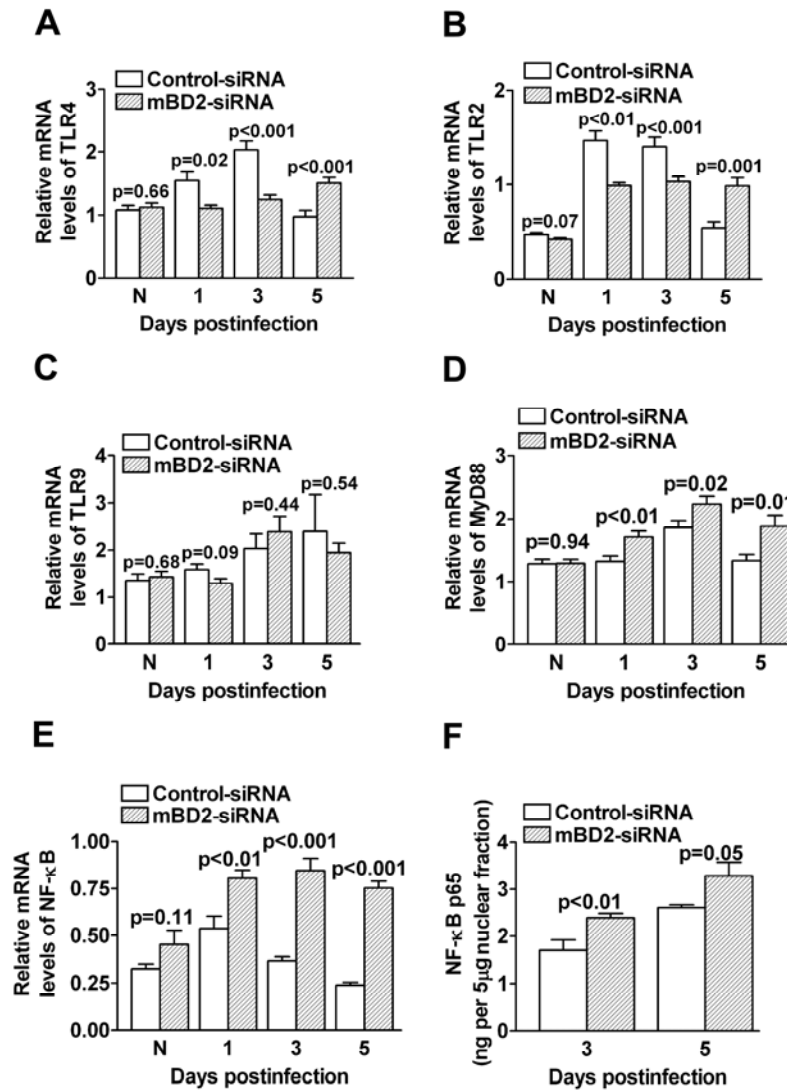 A
Control-siRNA
mBD2-siRNA
Relative mRNA
levels of TLR4
3
2
1
0
p=0.66
p=0.02
p<0.001
p<0.001
N 1 3 5
Days postinfection
B
Control-siRNA
mBD2-siRNA
Relative mRNA
levels of TLR2
2
1
0
p=0.07
p<0.01
p<0.001
p=0.001
N 1 3 5
Days postinfection
C
Control-siRNA
mBD2-siRNA
Relative mRNA
levels of TLR9
4
3
2
1
0
p=0.68
p=0.09
p=0.44
p=0.54
N 1 3 5
Days postinfection
D
Control-siRNA
mBD2-siRNA
Relative mRNA
levels of MyD88
3
2
1
0
p=0.94
p<0.01
p=0.02
p=0.01
N 1 3 5
Days postinfection
E
Control-siRNA
mBD2-siRNA
Relative mRNA
levels of NF-κB
1.00
0.75
0.50
0.25
0.00
p=0.11
p<0.01
p<0.001
p<0.001
N 1 3 5
Days postinfection
F
Control-siRNA
mBD2-siRNA
NF-κB p65
(ng per 5μg nuclear fraction)
4
3
2
1
0
p<0.01
p=0.05
3 5
Days postinfection